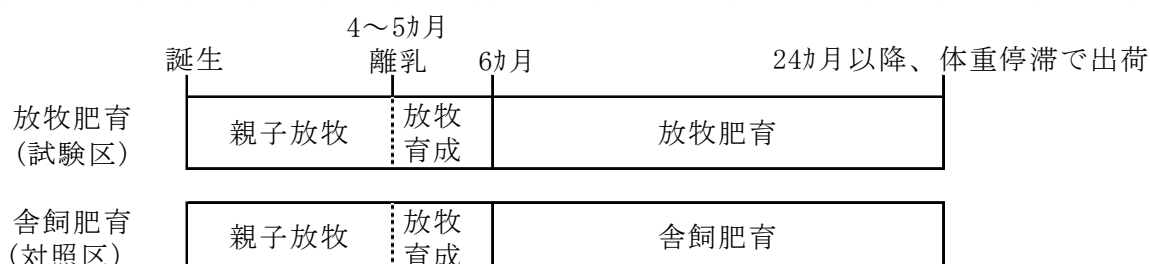 4～5ｶ月
誕生 離乳 6ｶ月 24ｶ月以降、体重停滞で出荷
放牧肥育
(試験区)
親子放牧
放牧
育成
放牧肥育
舎飼肥育
(対照区)
親子放牧
放牧
育成
舎飼肥育